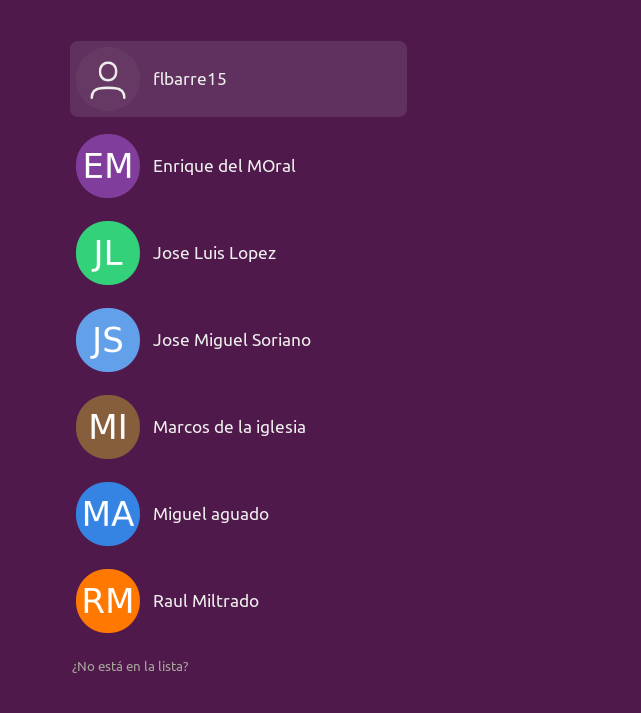 flbarre15
EM
Enrique del MOral
JL
Jose Luis Lopez
JS
Jose Miguel Soriano
MI
Marcos de la iglesia
MA
Miguel aguado
RM
Raul Miltrado
¿No está en la lista?